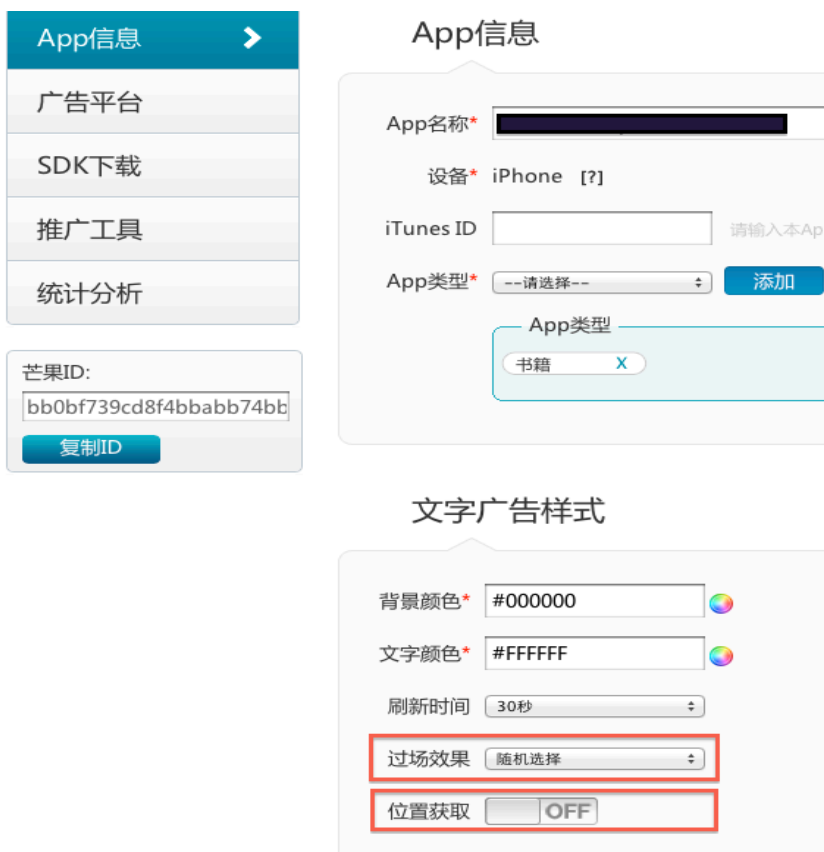 App信息
广告平台
SDK下载
推广工具
统计分析
芒果ID:
bb0bf739cd8f4bbabb74bb
复制ID
App信息
App名称*
设备* iPhone [?]
iTunes ID 请输入本Ap
App类型* --请选择-- 添加
App类型
书籍 X
文字广告样式
背景颜色* #000000
文字颜色* #FFFFFF
刷新时间 30秒
过场效果 随机选择
位置获取 OFF